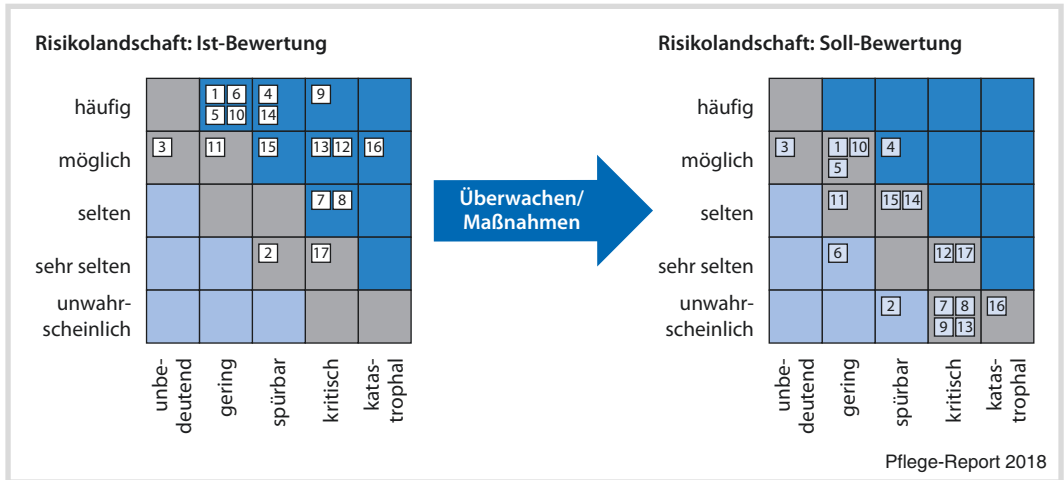 Risikolandschaft: Ist-Bewertung
häufig
1 6 4 9
5 10 14
möglich
3 11 15 13 12 16
selten
7 8
sehr selten
2 17
unwahr-
scheinlich
unbe-
deutend
gering
spürbar
kritisch
katas-
trophal
Überwachen/
Maßnahmen
Risikolandschaft: Soll-Bewertung
häufig
möglich
3 1 10 4
5
selten
11 15 14
sehr selten
6 12 17
unwahr-
scheinlich
2 7 8 16
9 13
unbe-
deutend
gering
spürbar
kritisch
katas-
trophal
Pflege-Report 2018